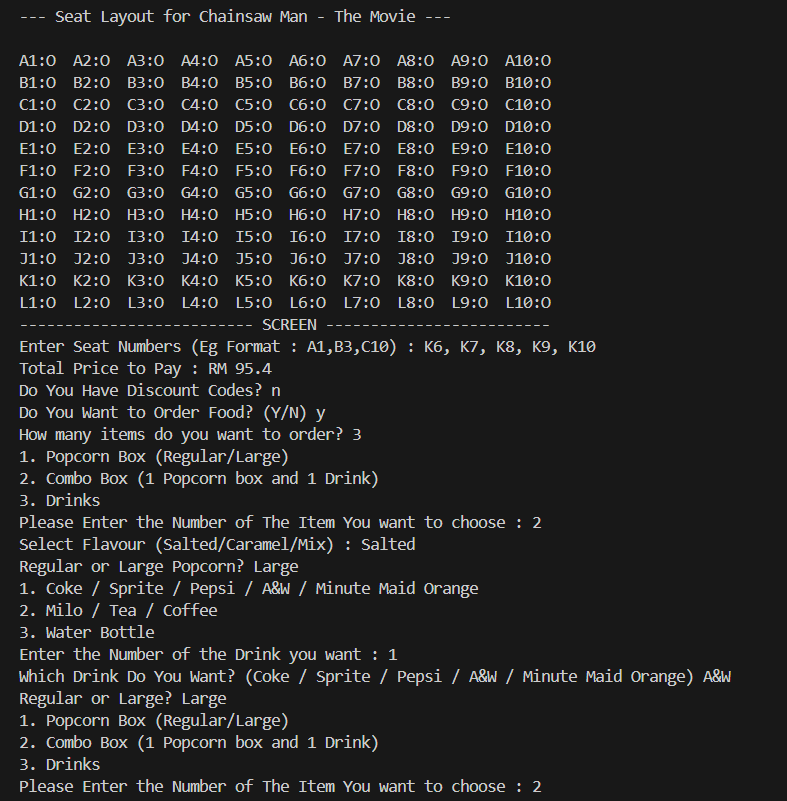 --- Seat Layout for Chainsaw Man - The Movie ---
A1:O  A2:O  A3:O  A4:O  A5:O  A6:O  A7:O  A8:O  A9:O  A10:O
B1:O  B2:O  B3:O  B4:O  B5:O  B6:O  B7:O  B8:O  B9:O  B10:O
C1:O  C2:O  C3:O  C4:O  C5:O  C6:O  C7:O  C8:O  C9:O  C10:O
D1:O  D2:O  D3:O  D4:O  D5:O  D6:O  D7:O  D8:O  D9:O  D10:O
E1:O  E2:O  E3:O  E4:O  E5:O  E6:O  E7:O  E8:O  E9:O  E10:O
F1:O  F2:O  F3:O  F4:O  F5:O  F6:O  F7:O  F8:O  F9:O  F10:O
G1:O  G2:O  G3:O  G4:O  G5:O  G6:O  G7:O  G8:O  G9:O  G10:O
H1:O  H2:O  H3:O  H4:O  H5:O  H6:O  H7:O  H8:O  H9:O  H10:O
I1:O  I2:O  I3:O  I4:O  I5:O  I6:O  I7:O  I8:O  I9:O  I10:O
J1:O  J2:O  J3:O  J4:O  J5:O  J6:O  J7:O  J8:O  J9:O  J10:O
K1:O  K2:O  K3:O  K4:O  K5:O  K6:O  K7:O  K8:O  K9:O  K10:O
L1:O  L2:O  L3:O  L4:O  L5:O  L6:O  L7:O  L8:O  L9:O  L10:O
-------------------------- SCREEN -------------------------
Enter Seat Numbers (Eg Format : A1,B3,C10) : K6, K7, K8, K9, K10
Total Price to Pay : RM 95.4
Do You Have Discount Codes? n
Do You Want to Order Food? (Y/N) y
How many items do you want to order? 3
1. Popcorn Box (Regular/Large)
2. Combo Box (1 Popcorn box and 1 Drink)
3. Drinks
Please Enter the Number of The Item You want to choose : 2
Select Flavour (Salted/Caramel/Mix) : Salted
Regular or Large Popcorn? Large
1. Coke / Sprite / Pepsi / A&W / Minute Maid Orange
2. Milo / Tea / Coffee
3. Water Bottle
Enter the Number of the Drink you want : 1
Which Drink Do You Want? (Coke / Sprite / Pepsi / A&W / Minute Maid Orange) A&W
Regular or Large? Large
1. Popcorn Box (Regular/Large)
2. Combo Box (1 Popcorn box and 1 Drink)
3. Drinks
Please Enter the Number of The Item You want to choose : 2